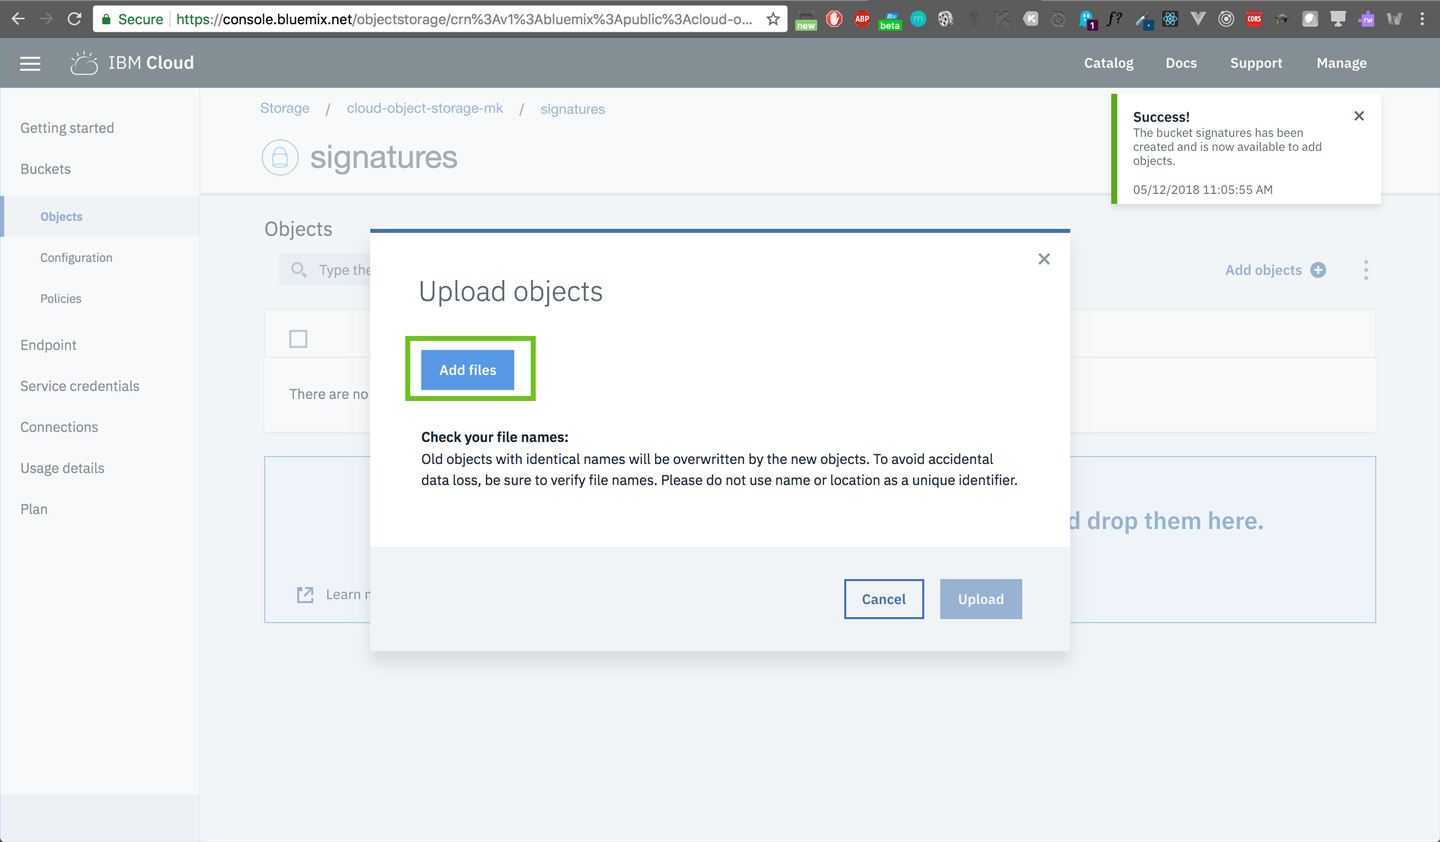 Secure https://console.bluemix.net/objectstorage/crn%3Av1%3Abluemix%3Apublic%3Acloud-o...
new ABP beta m K 1 f? CORS rw W
IBM Cloud Catalog Docs Support Manage
Storage / cloud-object-storage-mk / signatures
signatures
Success!
The bucket signatures has been
created and is now available to add
objects.
05/12/2018 11:05:55 AM
Getting started
Buckets
Objects
Configuration
Policies
Endpoint
Service credentials
Connections
Usage details
Plan
Objects
Type the
Add objects
There are no
Upload objects
Add files
Check your file names:
Old objects with identical names will be overwritten by the new objects. To avoid accidental
data loss, be sure to verify file names. Please do not use name or location as a unique identifier.
drop them here.
Learn
Cancel Upload